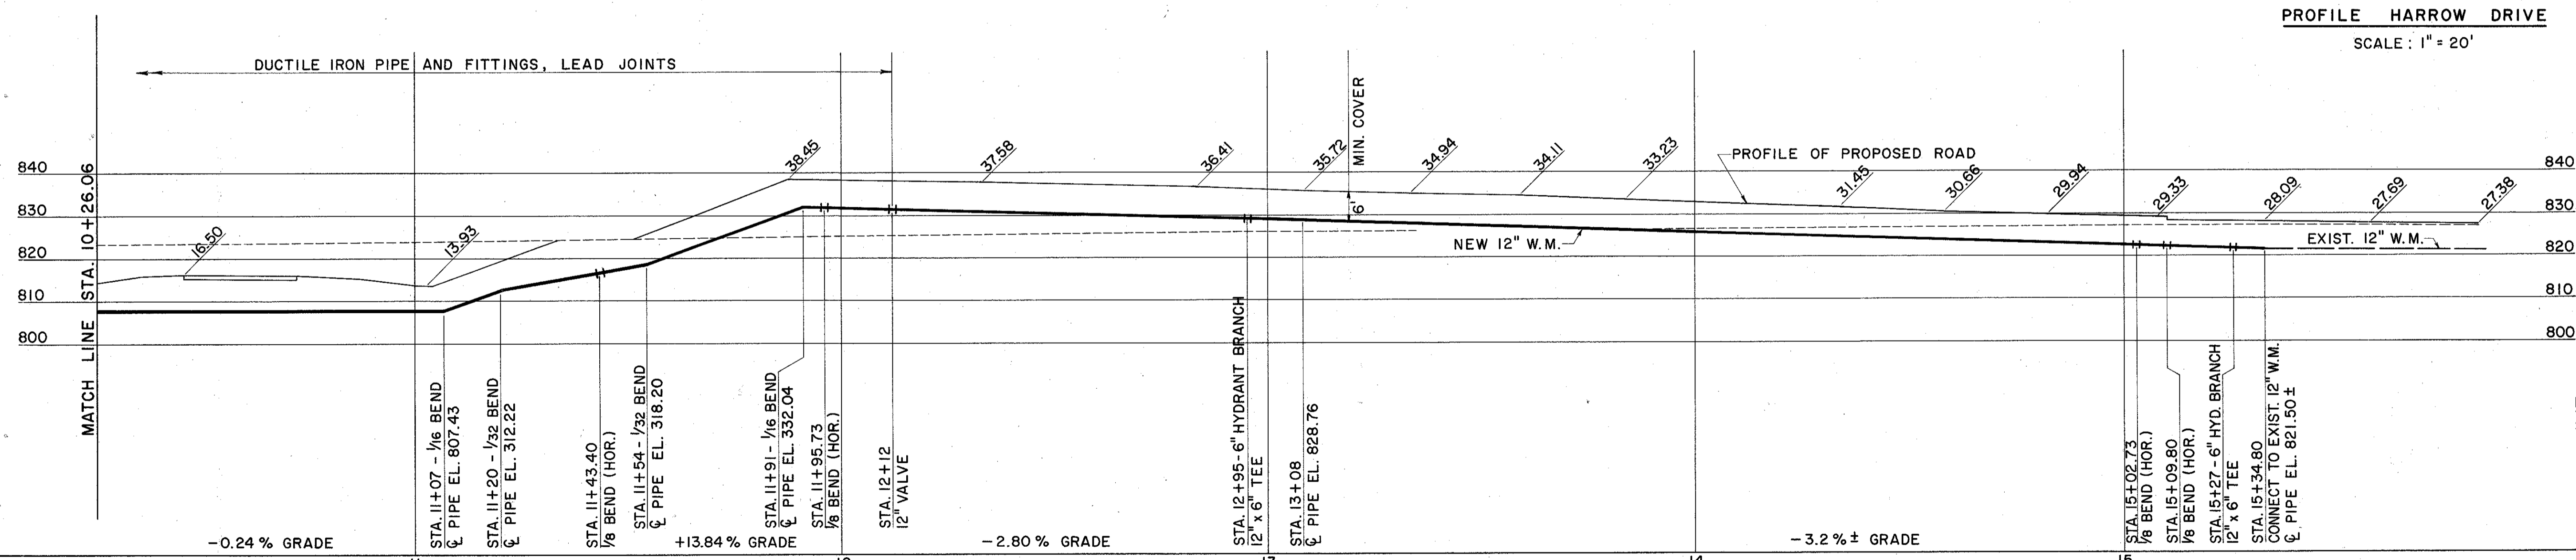 PROFILE HARROW DRIVE
SCALE: 1" = 20'
DUCTILE IRON PIPE AND FITTINGS, LEAD JOINTS
MATCH LINE STA. 10+26.06
840
830
820
810
800
16.50
13.93
38.45
37.58
36.41
35.72
34.94
34.11
33.23
31.45
30.66
29.94
29.33
28.09
27.69
27.38
MIN. COVER
6'
PROFILE OF PROPOSED ROAD
NEW 12" W.M.
EXIST. 12" W.M.
840
830
820
810
800
STA. 11+07 - 1/16 BEND
℄ PIPE EL. 807.43
STA. 11+20 - 1/32 BEND
℄ PIPE EL. 312.22
STA. 11+43.40
1/8 BEND (HOR.)
STA. 11+54 - 1/32 BEND
℄ PIPE EL. 318.20
STA. 11+91 - 1/16 BEND
℄ PIPE EL. 332.04
STA. 11+95.73
1/8 BEND (HOR.)
STA. 12+12
12" VALVE
STA. 12+95 - 6" HYDRANT BRANCH
12" x 6" TEE
STA. 13+08
℄ PIPE EL. 828.76
STA. 15+02.73
1/8 BEND (HOR.)
STA. 15+09.80
1/8 BEND (HOR.)
STA. 15+27 - 6" HYD. BRANCH
12" x 6" TEE
STA. 15+34.80
CONNECT TO EXIST. 12" W.M.
℄ PIPE EL. 821.50 ±
-0.24 % GRADE
+13.84 % GRADE
-2.80 % GRADE
-3.2 % ± GRADE